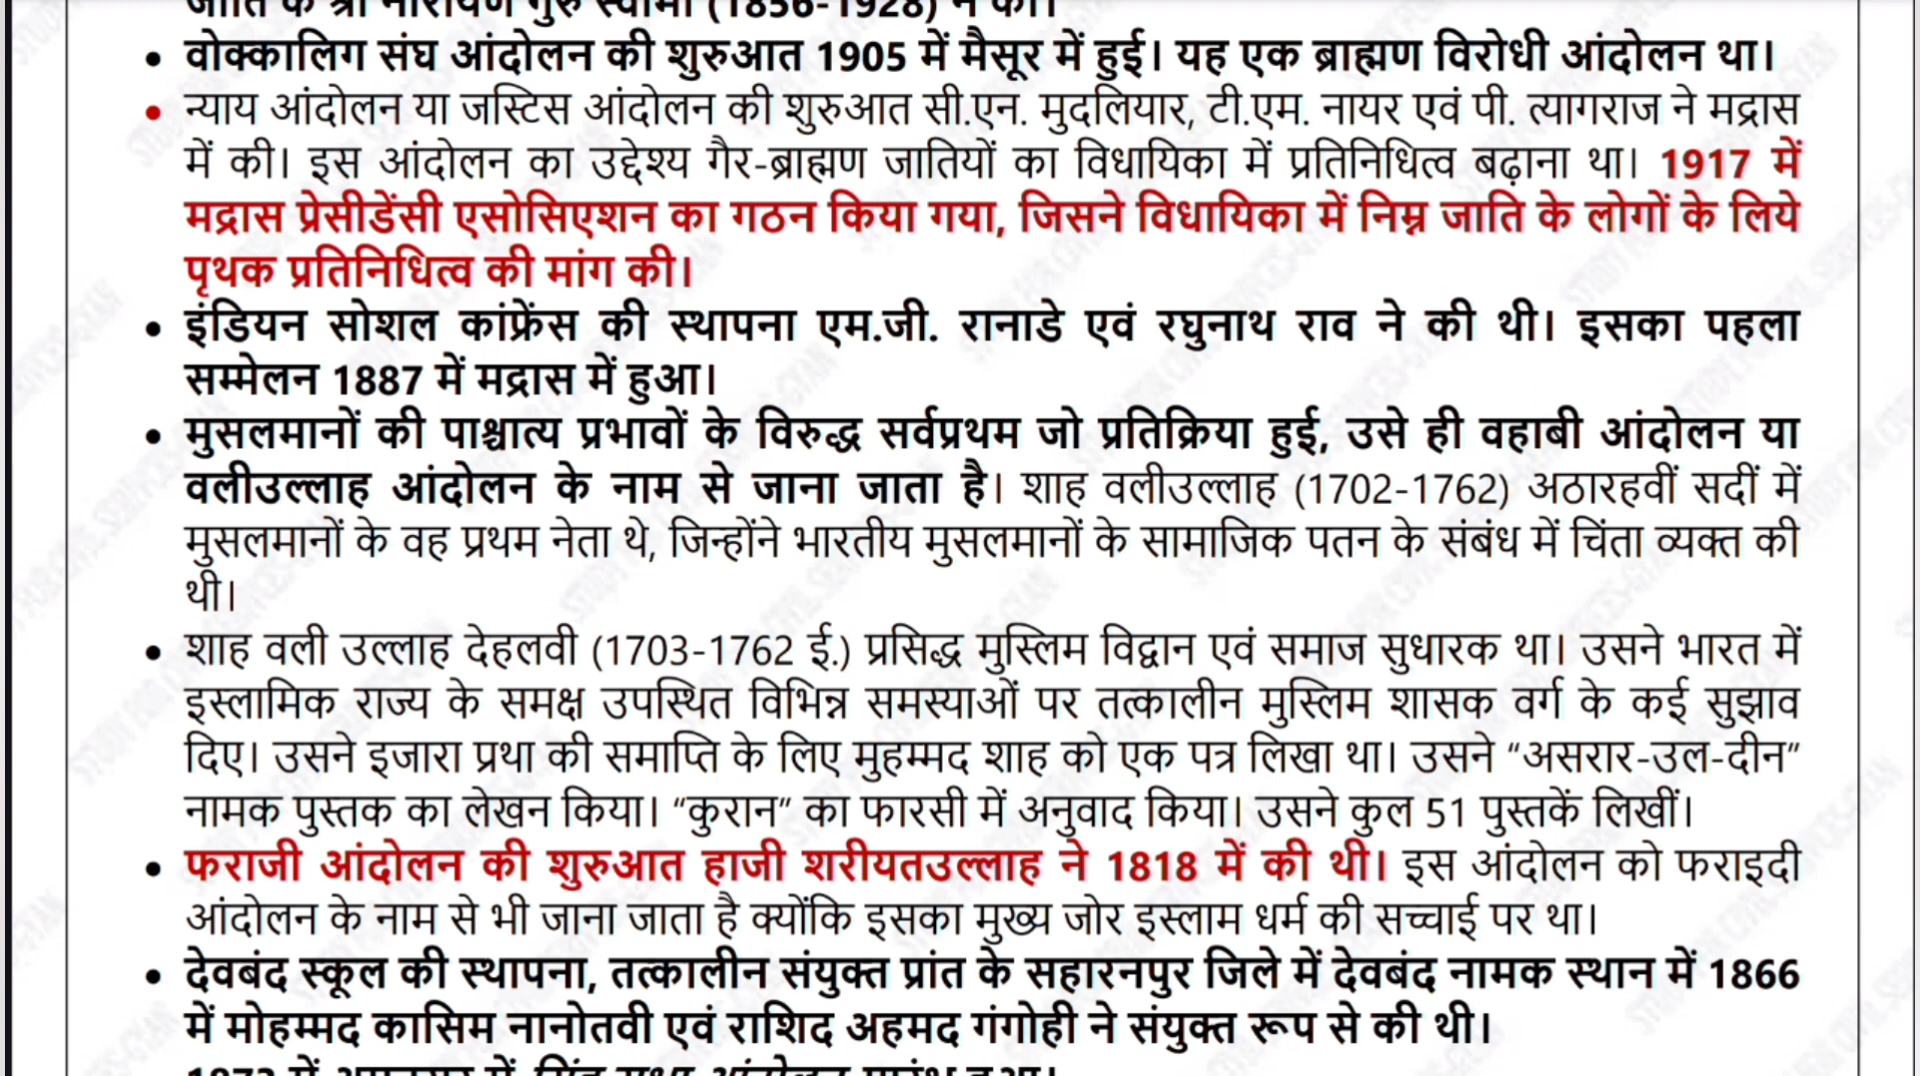 जाति के श्री नारायण गुरु स्वामी (1856-1928) ने की।
• वोक्कालिग संघ आंदोलन की शुरुआत 1905 में मैसूर में हुई। यह एक ब्राह्मण विरोधी आंदोलन था।
• न्याय आंदोलन या जस्टिस आंदोलन की शुरुआत सी.एन. मुदलियार, टी.एम. नायर एवं पी. त्यागराज ने मद्रास
में की। इस आंदोलन का उद्देश्य गैर-ब्राह्मण जातियों का विधायिका में प्रतिनिधित्व बढ़ाना था। 1917 में
मद्रास प्रेसीडेंसी एसोसिएशन का गठन किया गया, जिसने विधायिका में निम्न जाति के लोगों के लिये
पृथक प्रतिनिधित्व की मांग की।
• इंडियन सोशल कांफ्रेंस की स्थापना एम.जी. रानाडे एवं रघुनाथ राव ने की थी। इसका पहला
सम्मेलन 1887 में मद्रास में हुआ।
• मुसलमानों की पाश्चात्य प्रभावों के विरुद्ध सर्वप्रथम जो प्रतिक्रिया हुई, उसे ही वहाबी आंदोलन या
वलीउल्लाह आंदोलन के नाम से जाना जाता है। शाह वलीउल्लाह (1702-1762) अठारहवीं सदीं में
मुसलमानों के वह प्रथम नेता थे, जिन्होंने भारतीय मुसलमानों के सामाजिक पतन के संबंध में चिंता व्यक्त की
थी।
• शाह वली उल्लाह देहलवी (1703-1762 ई.) प्रसिद्ध मुस्लिम विद्वान एवं समाज सुधारक था। उसने भारत में
इस्लामिक राज्य के समक्ष उपस्थित विभिन्न समस्याओं पर तत्कालीन मुस्लिम शासक वर्ग के कई सुझाव
दिए। उसने इजारा प्रथा की समाप्ति के लिए मुहम्मद शाह को एक पत्र लिखा था। उसने “असरार-उल-दीन”
नामक पुस्तक का लेखन किया। “कुरान” का फारसी में अनुवाद किया। उसने कुल 51 पुस्तकें लिखीं।
• फराजी आंदोलन की शुरुआत हाजी शरीयतउल्लाह ने 1818 में की थी। इस आंदोलन को फराइदी
आंदोलन के नाम से भी जाना जाता है क्योंकि इसका मुख्य जोर इस्लाम धर्म की सच्चाई पर था।
• देवबंद स्कूल की स्थापना, तत्कालीन संयुक्त प्रांत के सहारनपुर जिले में देवबंद नामक स्थान में 1866
में मोहम्मद कासिम नानोतवी एवं राशिद अहमद गंगोही ने संयुक्त रूप से की थी।